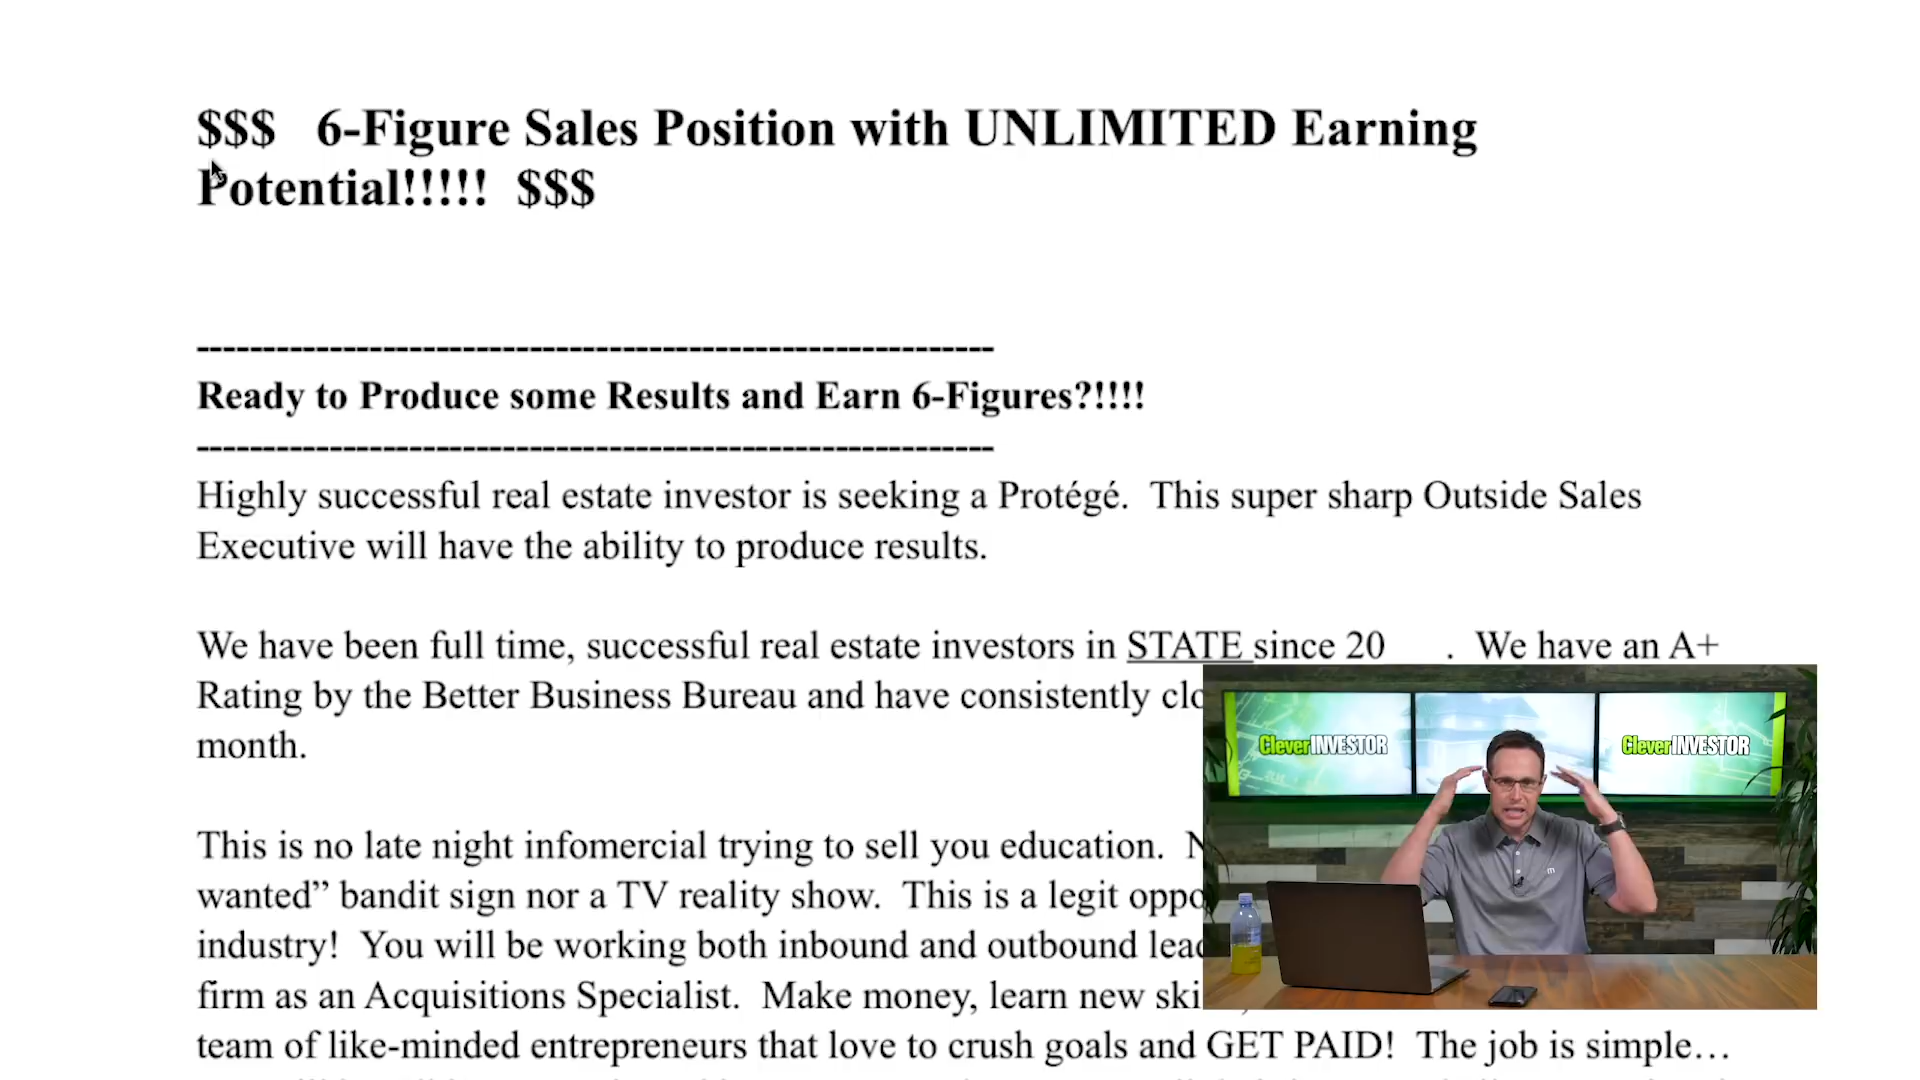 $$$ 6-Figure Sales Position with UNLIMITED Earning
Potential!!!!! $$$
------------------------------------------------------------
Ready to Produce some Results and Earn 6-Figures?!!!!
------------------------------------------------------------
Highly successful real estate investor is seeking a Protégé. This super sharp Outside Sales
Executive will have the ability to produce results.
We have been full time, successful real estate investors in STATE since 20 . We have an A+
Rating by the Better Business Bureau and have consistently clo
month.
This is no late night infomercial trying to sell you education. N
wanted” bandit sign nor a TV reality show. This is a legit oppo
industry! You will be working both inbound and outbound lead
firm as an Acquisitions Specialist. Make money, learn new ski
team of like-minded entrepreneurs that love to crush goals and GET PAID! The job is simple…
CleverINVESTOR
CleverINVESTOR
m